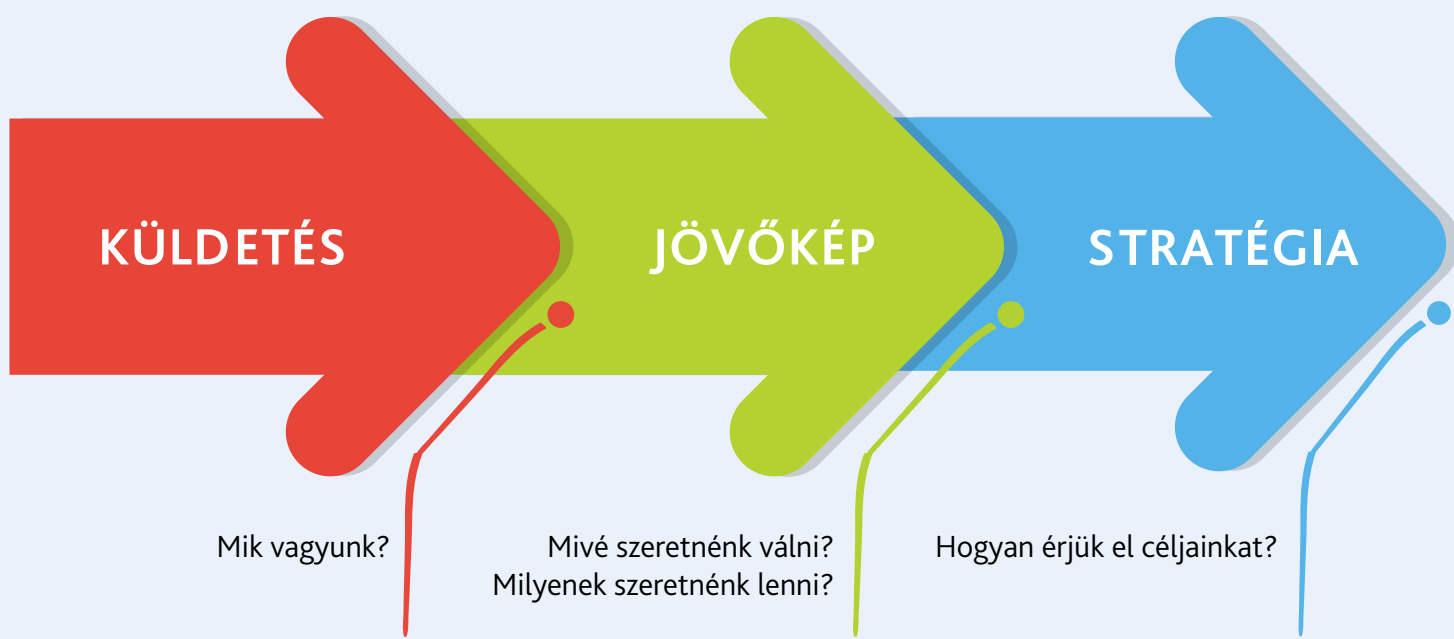 KÜLDETÉS
JÖVŐKÉP
STRATÉGIA
Mik vagyunk?
Mivé szeretnénk válni?
Milyenek szeretnénk lenni?
Hogyan érjük el céljainkat?